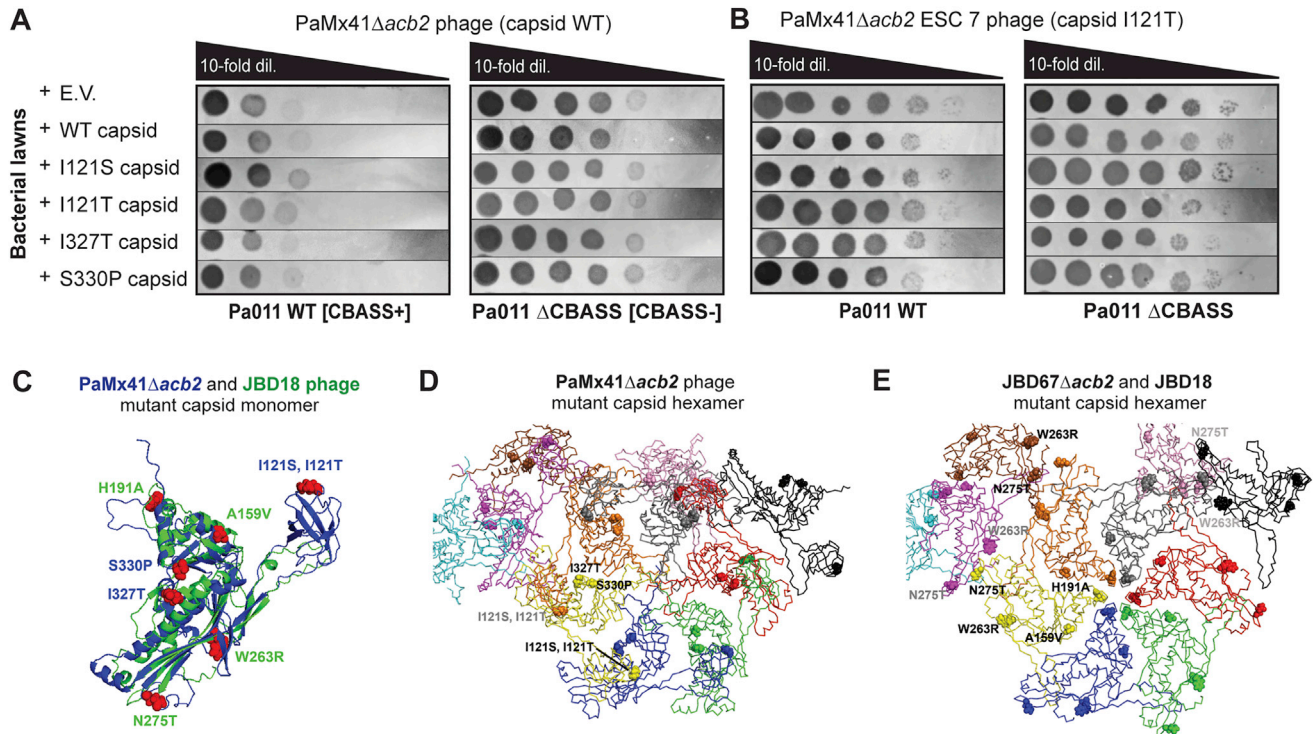 A
PaMx41Δacb2 phage (capsid WT)
10-fold dil.
10-fold dil.
Bacterial lawns
+ E.V.
+ WT capsid
+ I121S capsid
+ I121T capsid
+ I327T capsid
+ S330P capsid
Pa011 WT [CBASS+]
Pa011 ΔCBASS [CBASS-]
B
PaMx41Δacb2 ESC 7 phage (capsid I121T)
10-fold dil.
10-fold dil.
Pa011 WT
Pa011 ΔCBASS
C
PaMx41Δacb2 and JBD18 phage
mutant capsid monomer
I121S, I121T
H191A
A159V
S330P
I327T
W263R
N275T
D
PaMx41Δacb2 phage
mutant capsid hexamer
I327T
S330P
I121S, I121T
I121S, I121T
E
JBD67Δacb2 and JBD18
mutant capsid hexamer
W263R
N275T
N275T
W263R
W263R
N275T
N275T
H191A
W263R
A159V